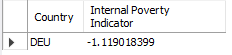 Country Internal Poverty
Indicator
DEU -1.119018399